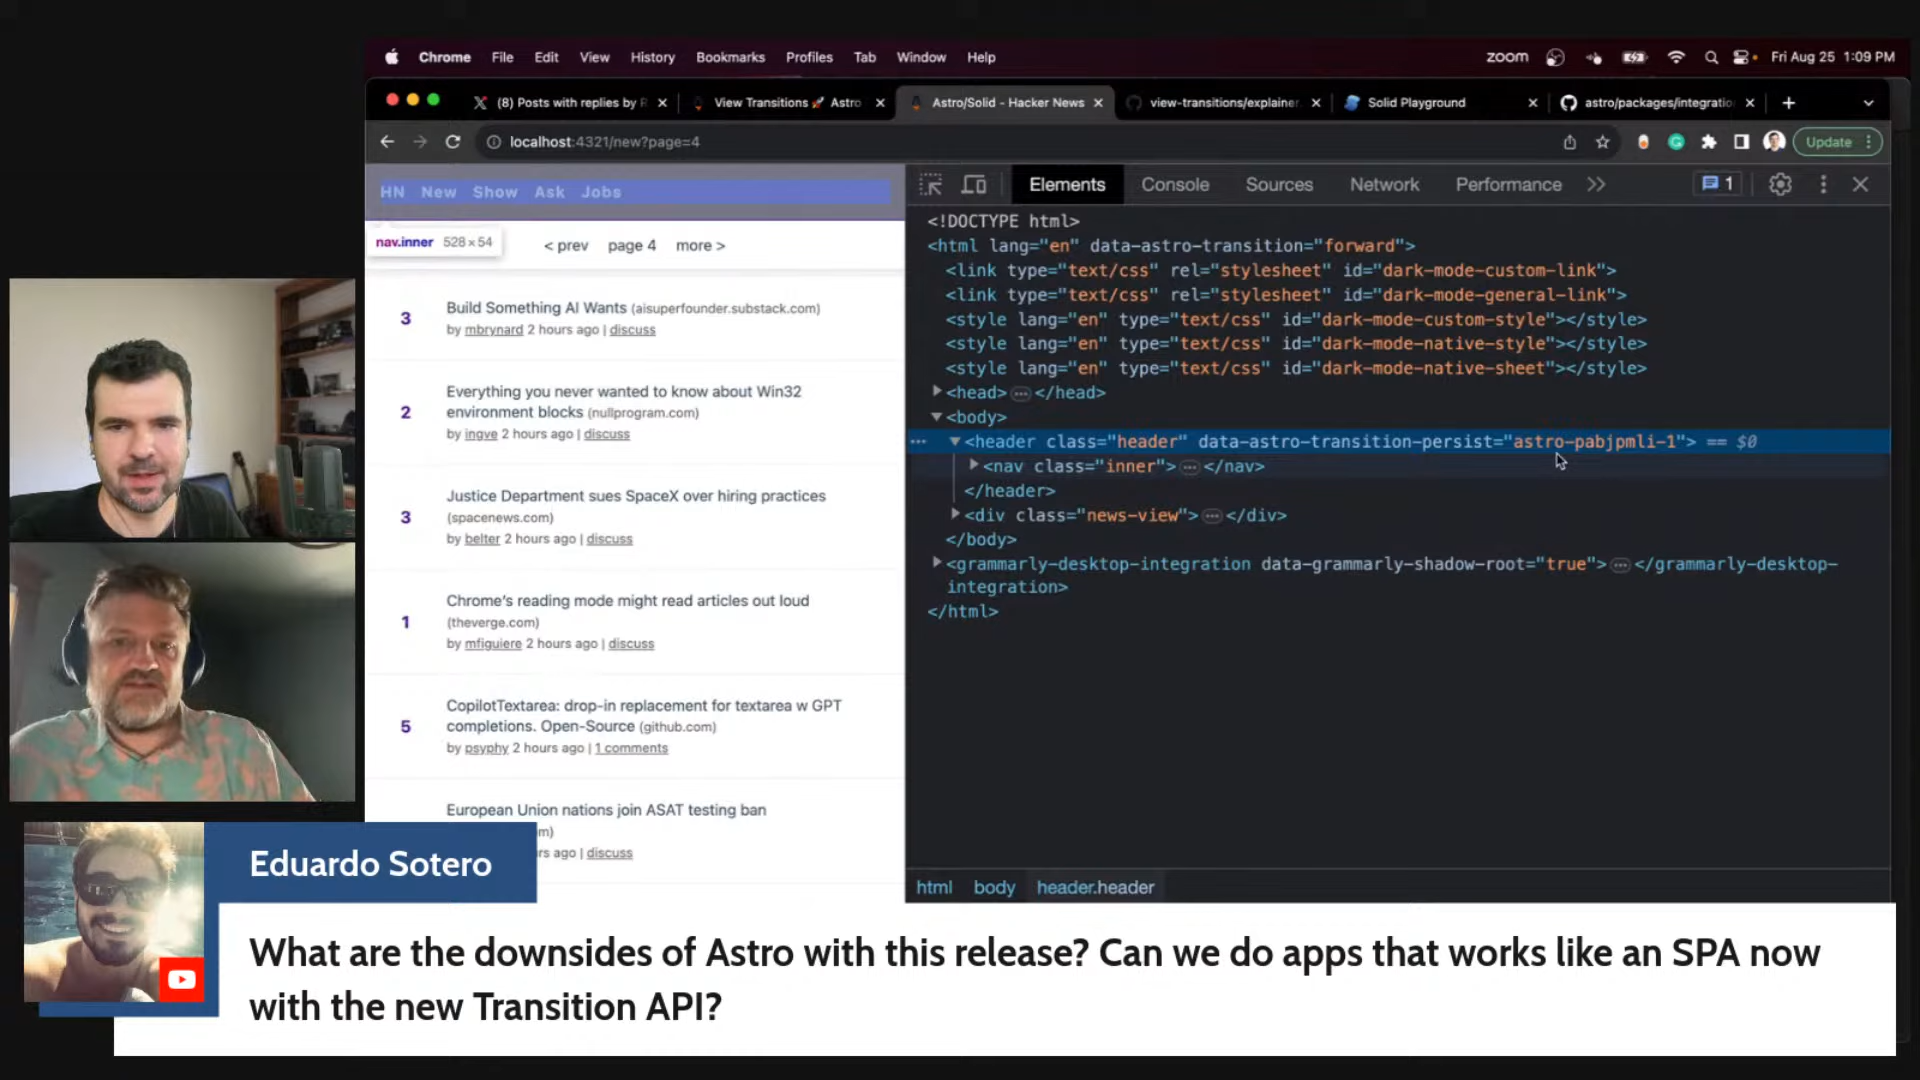 Chrome File Edit View History Bookmarks Profiles Tab Window Help zoom Fri Aug 25 1:09 PM
(8) Posts with replies by R View Transitions 🚀 Astro Astro/Solid - Hacker News view-transitions/explainer. Solid Playground astro/packages/integratio
localhost:4321/new?page=4 Update
HN New Show Ask Jobs
nav.inner 528 × 54
< prev page 4 more >
3 Build Something AI Wants (aisuperfounder.substack.com)
by mbrynard 2 hours ago | discuss
2 Everything you never wanted to know about Win32
environment blocks (nullprogram.com)
by ingve 2 hours ago | discuss
3 Justice Department sues SpaceX over hiring practices
(spacenews.com)
by belter 2 hours ago | discuss
1 Chrome's reading mode might read articles out loud
(theverge.com)
by mfiguiere 2 hours ago | discuss
5 CopilotTextarea: drop-in replacement for textarea w GPT
completions. Open-Source (github.com)
by psyphy 2 hours ago | 1 comments
European Union nations join ASAT testing ban
m)
rs ago | discuss
Elements Console Sources Network Performance 1
<!DOCTYPE html>
<html lang="en" data-astro-transition="forward">
<link type="text/css" rel="stylesheet" id="dark-mode-custom-link">
<link type="text/css" rel="stylesheet" id="dark-mode-general-link">
<style lang="en" type="text/css" id="dark-mode-custom-style"></style>
<style lang="en" type="text/css" id="dark-mode-native-style"></style>
<style lang="en" type="text/css" id="dark-mode-native-sheet"></style>
<head>…</head>
<body>
<header class="header" data-astro-transition-persist="astro-pabjpmli-1"> == $0
<nav class="inner">…</nav>
</header>
<div class="news-view">…</div>
</body>
<grammarly-desktop-integration data-grammarly-shadow-root="true">…</grammarly-desktop-
integration>
</html>
html body header.header
Eduardo Sotero
What are the downsides of Astro with this release? Can we do apps that works like an SPA now
with the new Transition API?